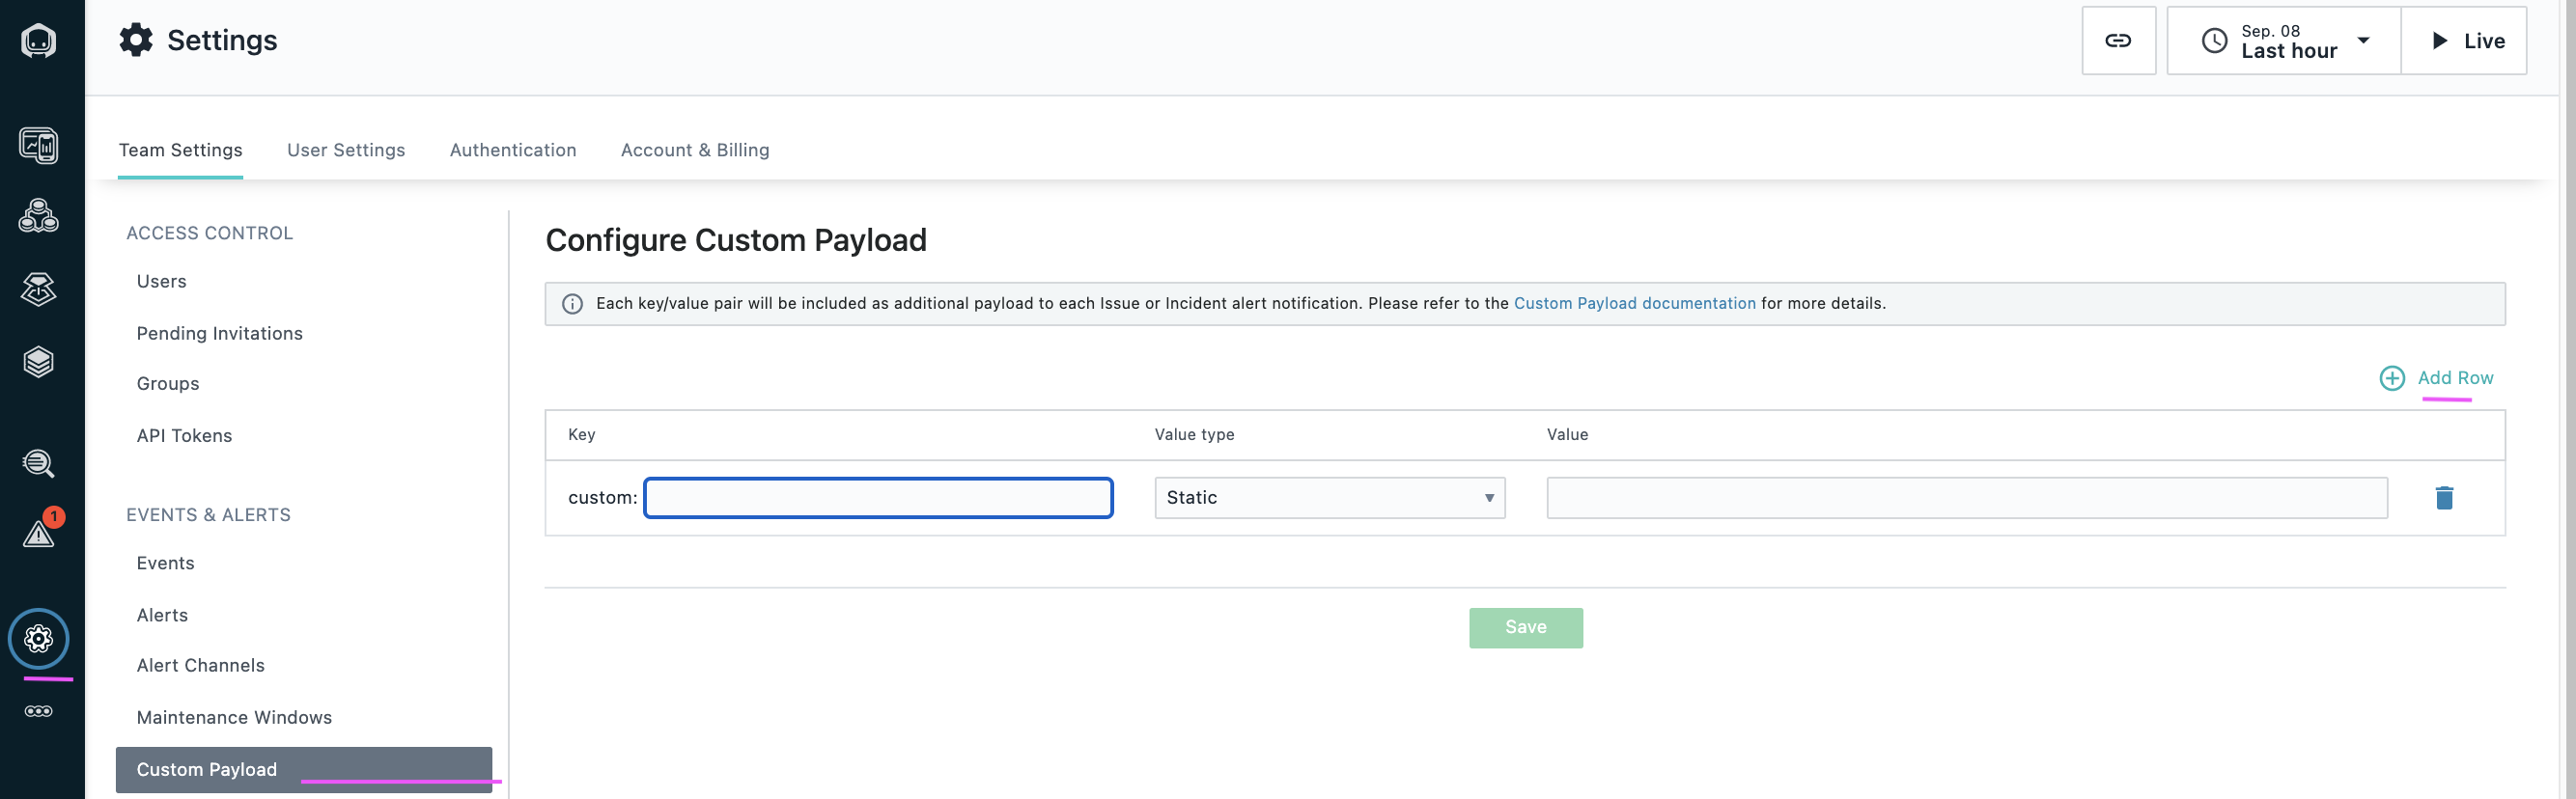 Settings
Sep. 08
Last hour
Live
Team Settings
User Settings
Authentication
Account & Billing
ACCESS CONTROL
Users
Pending Invitations
Groups
API Tokens
EVENTS & ALERTS
Events
Alerts
Alert Channels
Maintenance Windows
Custom Payload
1
Configure Custom Payload
Each key/value pair will be included as additional payload to each Issue or Incident alert notification. Please refer to the Custom Payload documentation for more details.
Add Row
Key
Value type
Value
custom:
Static
Save